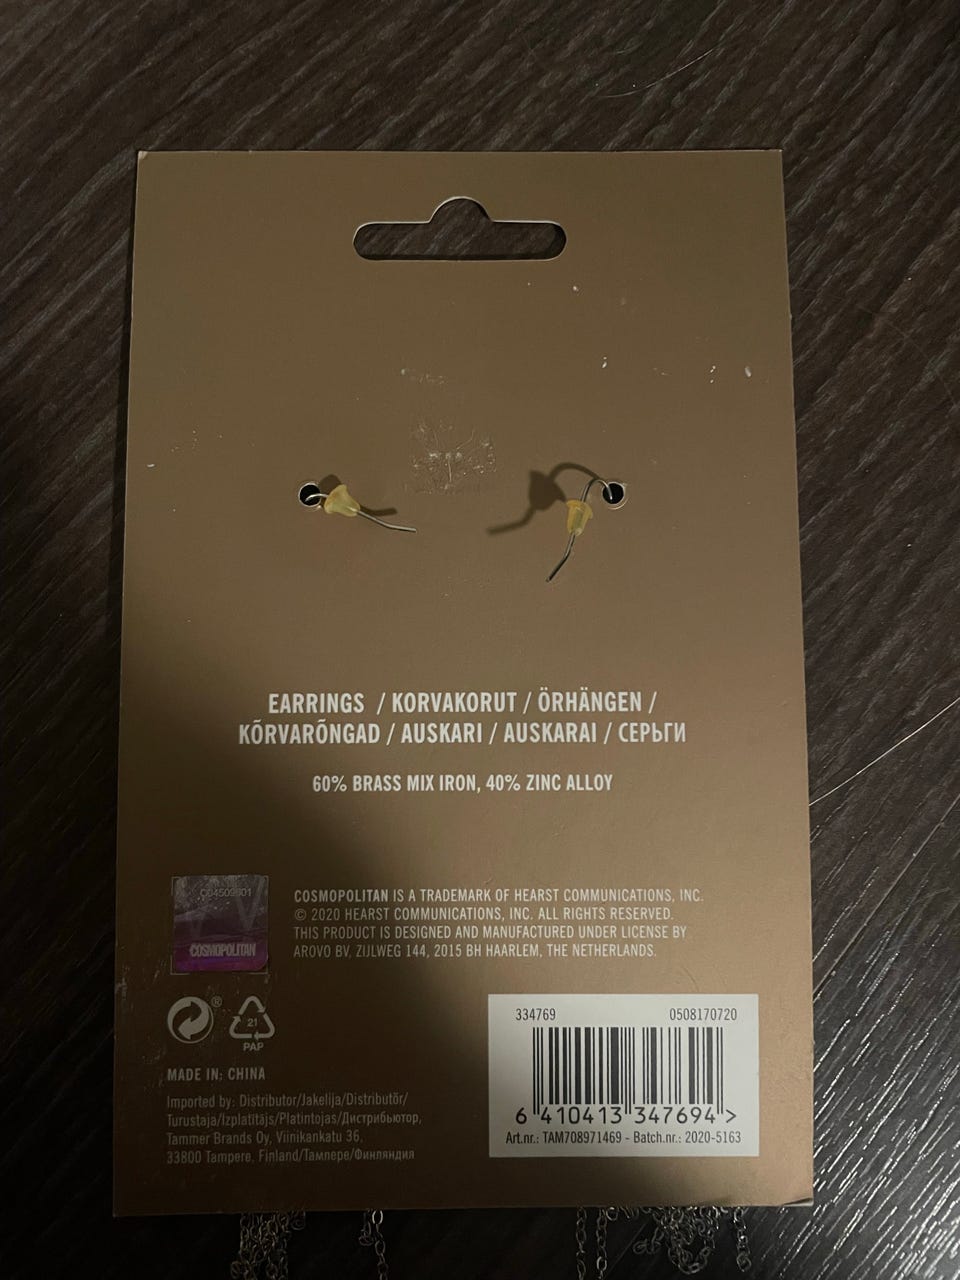 EARRINGS / KORVAKORUT / ÖRHÄNGEN /
KÕRVARÕNGAD / AUSKARI / AUSKARAI / СЕРЬГИ
60% BRASS MIX IRON, 40% ZINC ALLOY
COSMOPOLITAN
COSMOPOLITAN IS A TRADEMARK OF HEARST COMMUNICATIONS, INC.
© 2020 HEARST COMMUNICATIONS, INC. ALL RIGHTS RESERVED.
THIS PRODUCT IS DESIGNED AND MANUFACTURED UNDER LICENSE BY
AROVO BV, ZIJLWEG 144, 2015 BH HAARLEM, THE NETHERLANDS.
®
21
PAP
MADE IN: CHINA
Imported by: Distributor/Jakelija/Distributör/
Turustaja/Izplatītājs/Platintojas/Дистрибьютор,
Tammer Brands Oy, Viinikankatu 36,
33800 Tampere, Finland/Тампере/Финляндия
334769 0508170720
6 410413 347694 >
Art.nr.: TAM708971469 - Batch.nr.: 2020-5163